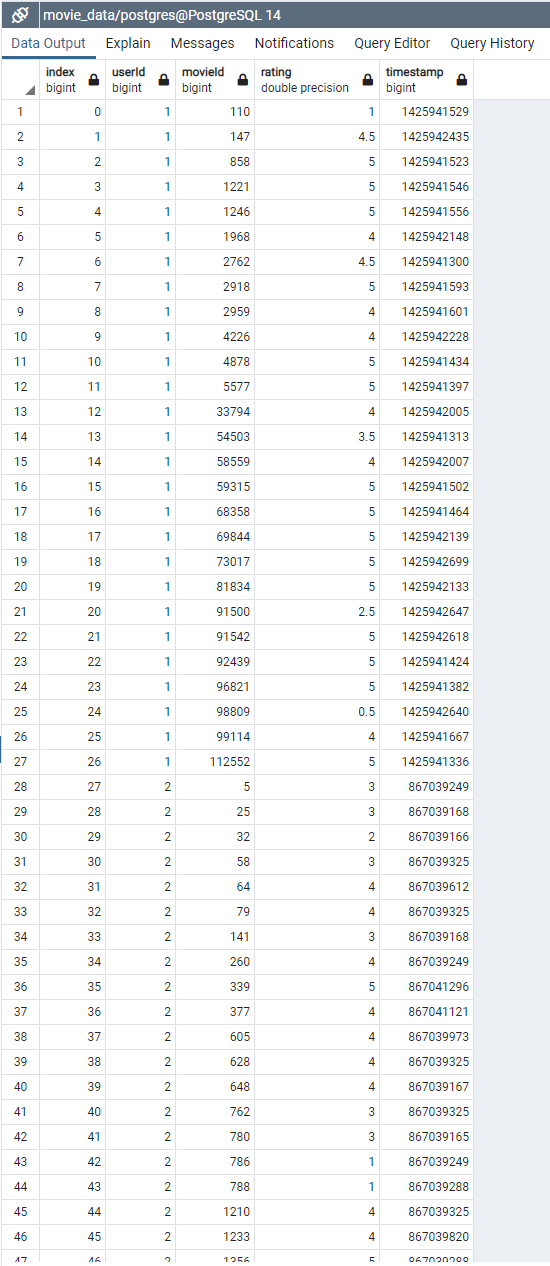 movie_data/postgres@PostgreSQL 14
Data Output Explain Messages Notifications Query Editor Query History
index userId movieId rating timestamp
bigint bigint bigint double precision bigint
1 0 1 110 1 1425941529
2 1 1 147 4.5 1425942435
3 2 1 858 5 1425941523
4 3 1 1221 5 1425941546
5 4 1 1246 5 1425941556
6 5 1 1968 4 1425942148
7 6 1 2762 4.5 1425941300
8 7 1 2918 5 1425941593
9 8 1 2959 4 1425941601
10 9 1 4226 4 1425942228
11 10 1 4878 5 1425941434
12 11 1 5577 5 1425941397
13 12 1 33794 4 1425942005
14 13 1 54503 3.5 1425941313
15 14 1 58559 4 1425942007
16 15 1 59315 5 1425941502
17 16 1 68358 5 1425941464
18 17 1 69844 5 1425942139
19 18 1 73017 5 1425942699
20 19 1 81834 5 1425942133
21 20 1 91500 2.5 1425942647
22 21 1 91542 5 1425942618
23 22 1 92439 5 1425941424
24 23 1 96821 5 1425941382
25 24 1 98809 0.5 1425942640
26 25 1 99114 4 1425941667
27 26 1 112552 5 1425941336
28 27 2 5 3 867039249
29 28 2 25 3 867039168
30 29 2 32 2 867039166
31 30 2 58 3 867039325
32 31 2 64 4 867039612
33 32 2 79 4 867039325
34 33 2 141 3 867039168
35 34 2 260 4 867039249
36 35 2 339 5 867041296
37 36 2 377 4 867041121
38 37 2 605 4 867039973
39 38 2 628 4 867039325
40 39 2 648 4 867039167
41 40 2 762 3 867039325
42 41 2 780 3 867039165
43 42 2 786 1 867039249
44 43 2 788 1 867039288
45 44 2 1210 4 867039325
46 45 2 1233 4 867039820
47 46 2 1356 5 867039288